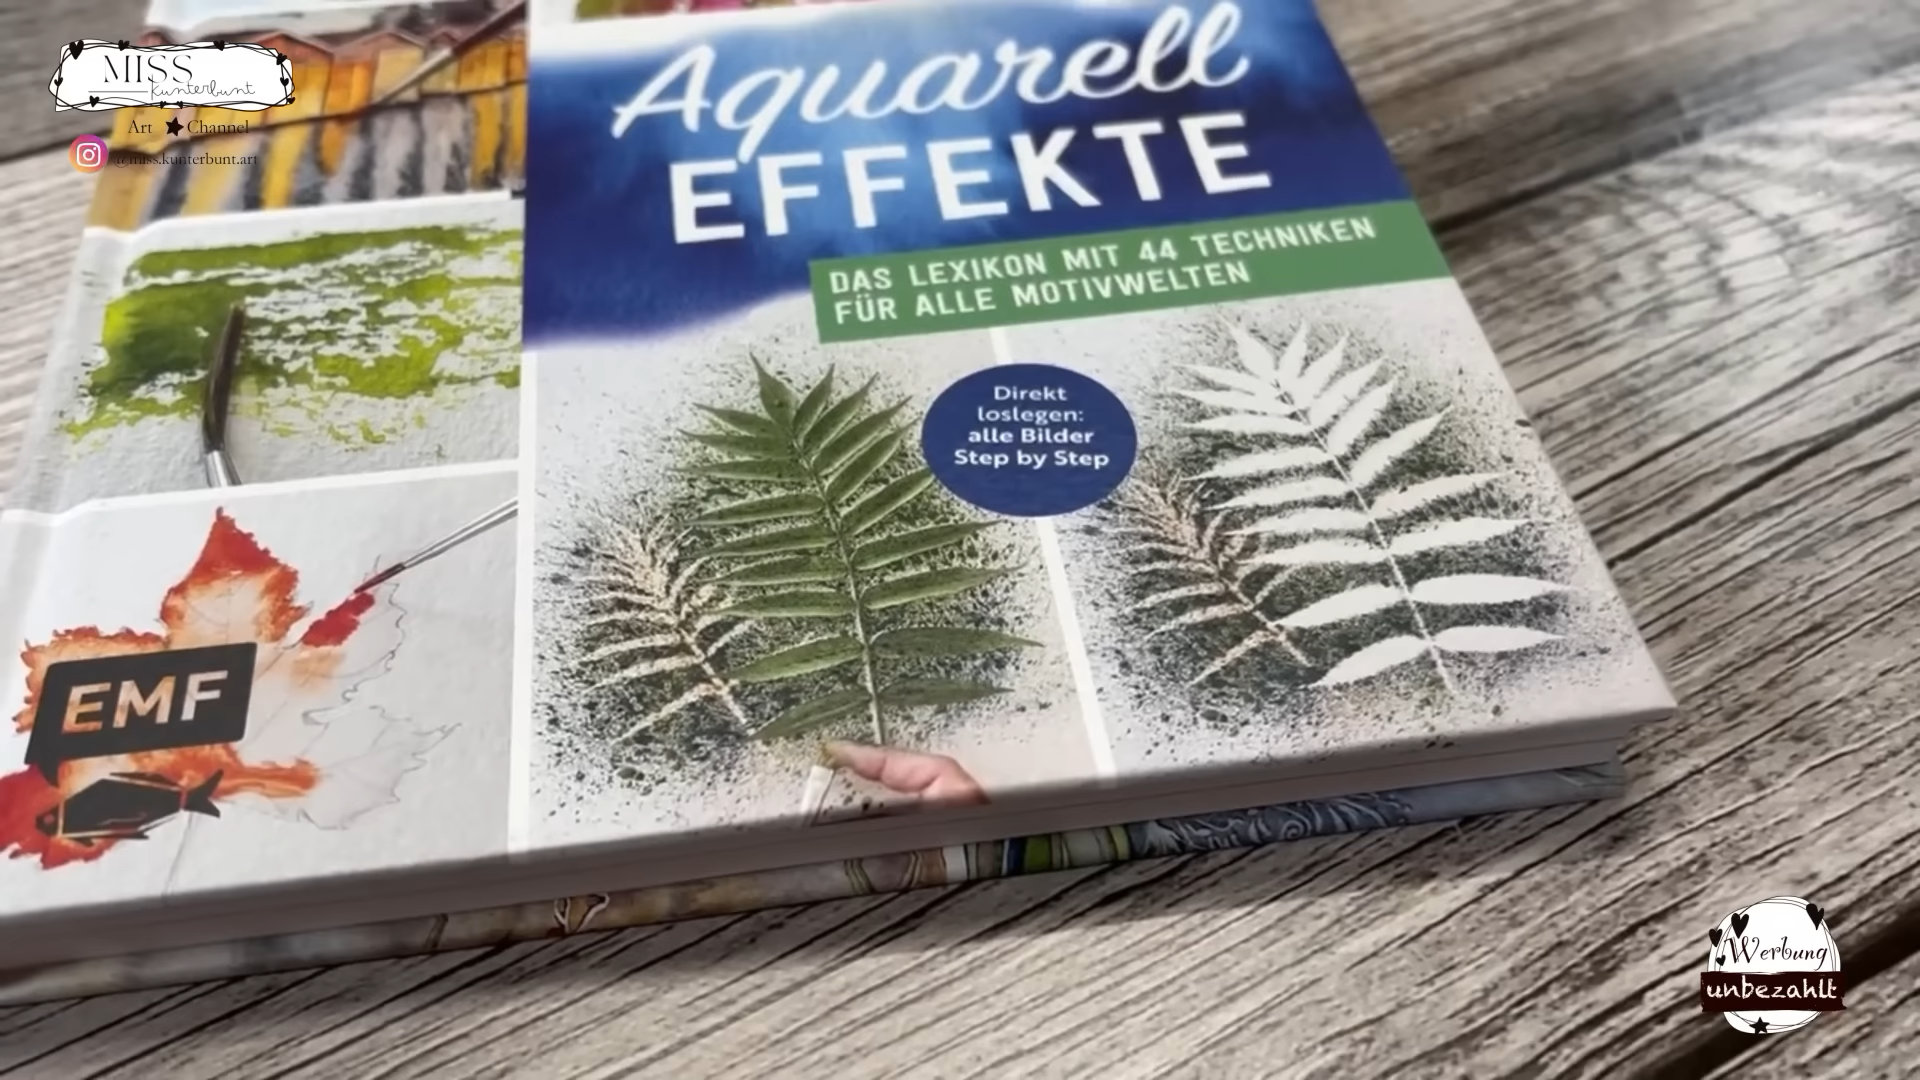 MISS
kunterbunt
Art ★ Channel
@miss.kunterbunt.art
Aquarell
EFFEKTE
DAS LEXIKON MIT 44 TECHNIKEN
FÜR ALLE MOTIVWELTEN
Direkt
loslegen:
alle Bilder
Step by Step
EMF
Werbung
unbezahlt